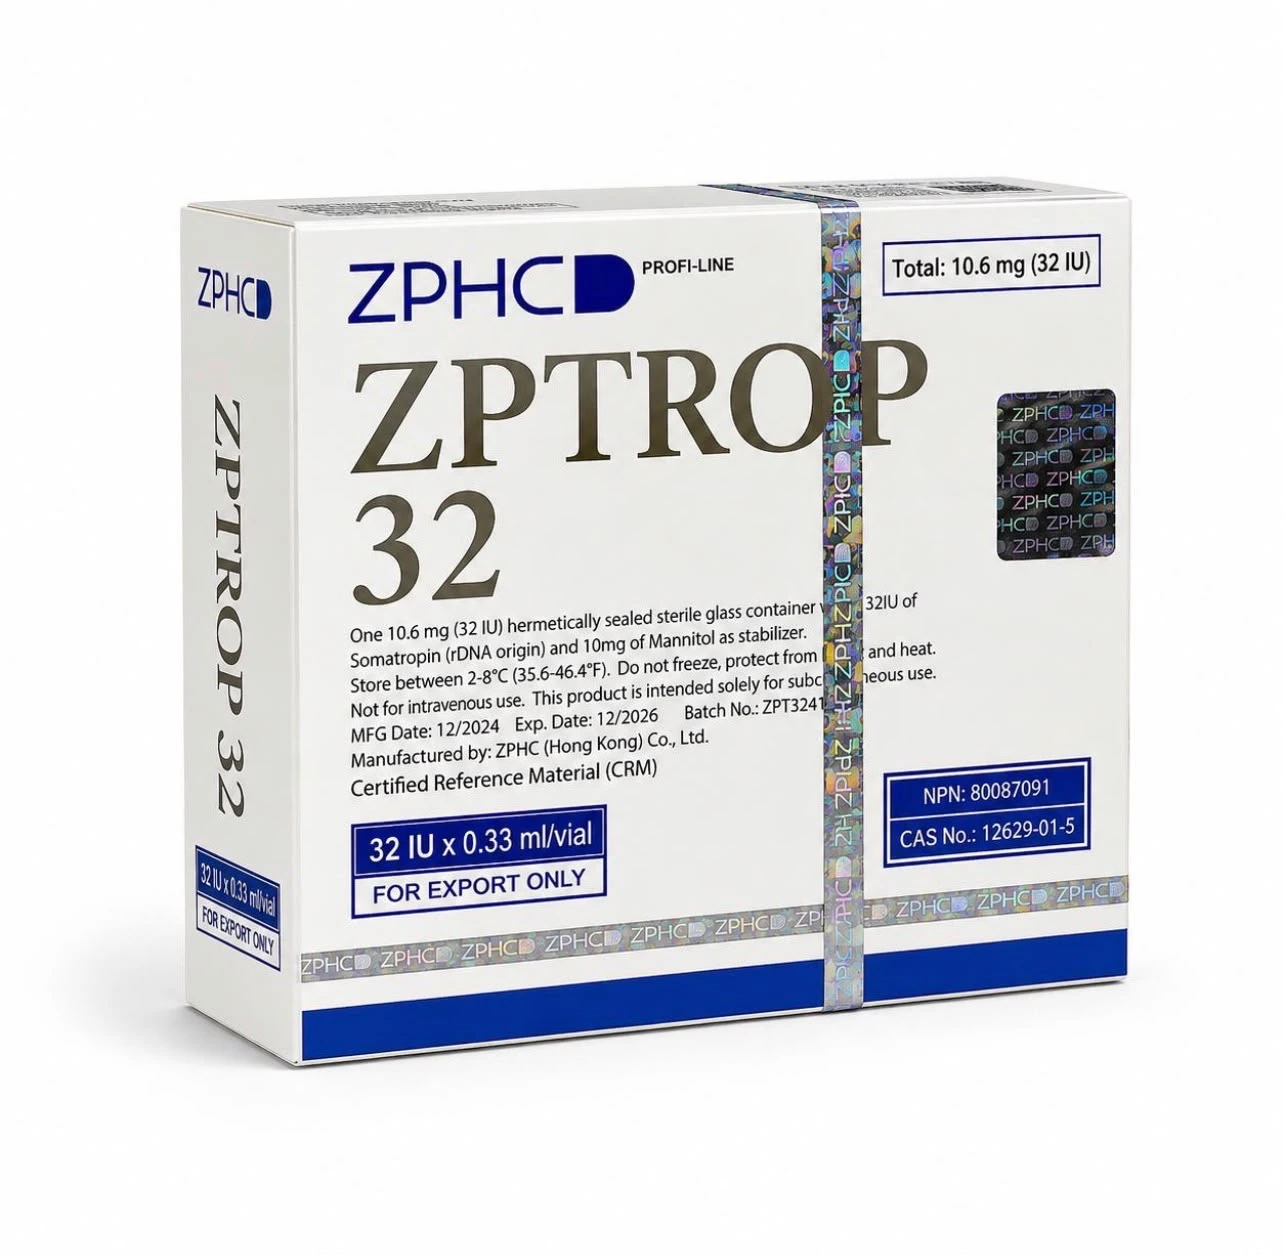 ZPHC
ZPTROP 32
32 IU x 0.33 ml/vial
FOR EXPORT ONLY
ZPHC PROFI-LINE
Total: 10.6 mg (32 IU)
ZPTROP
32
One 10.6 mg (32 IU) hermetically sealed sterile glass container 32IU of
Somatropin (rDNA origin) and 10mg of Mannitol as stabilizer.
Store between 2-8°C (35.6-46.4°F). Do not freeze, protect from and heat.
Not for intravenous use. This product is intended solely for subc neous use.
MFG Date: 12/2024 Exp. Date: 12/2026 Batch No.: ZPT3241
Manufactured by: ZPHC (Hong Kong) Co., Ltd.
Certified Reference Material (CRM)
32 IU x 0.33 ml/vial
FOR EXPORT ONLY
NPN: 80087091
CAS No.: 12629-01-5
ZPHC ZPHC ZPHC ZPHC ZPHC ZPHC ZPHC ZPHC ZPHC